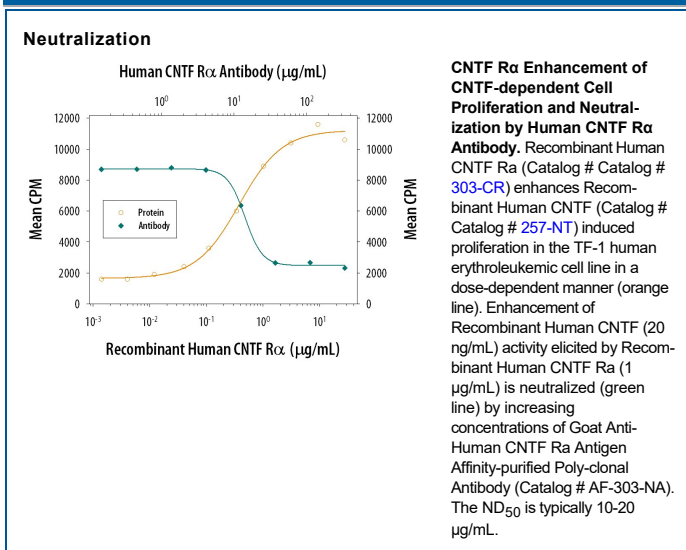 Neutralization
Human CNTF Rα Antibody (µg/mL)
10⁰ 10¹ 10²
12000 12000
10000 10000
8000 8000
6000 6000
4000 4000
2000 2000
0 0
Mean CPM
Mean CPM
Protein
Antibody
10⁻³ 10⁻² 10⁻¹ 10⁰ 10¹
Recombinant Human CNTF Rα (µg/mL)
CNTF Rα Enhancement of
CNTF-dependent Cell
Proliferation and Neutral-
ization by Human CNTF Rα
Antibody. Recombinant Human
CNTF Ra (Catalog # Catalog #
303-CR) enhances Recom-
binant Human CNTF (Catalog #
Catalog # 257-NT) induced
proliferation in the TF-1 human
erythroleukemic cell line in a
dose-dependent manner (orange
line). Enhancement of
Recombinant Human CNTF (20
ng/mL) activity elicited by Recom-
binant Human CNTF Ra (1
µg/mL) is neutralized (green
line) by increasing
concentrations of Goat Anti-
Human CNTF Ra Antigen
Affinity-purified Poly-clonal
Antibody (Catalog # AF-303-NA).
The ND₅₀ is typically 10-20
µg/mL.